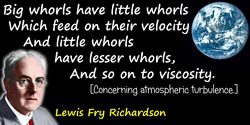 Big whorls have little whorls
Which feed on their velocity
And little whorls
have lesser whorls,
And so on to viscosity.
[Concerning atmospheric turbulence.]
Lewis Fry Richardson